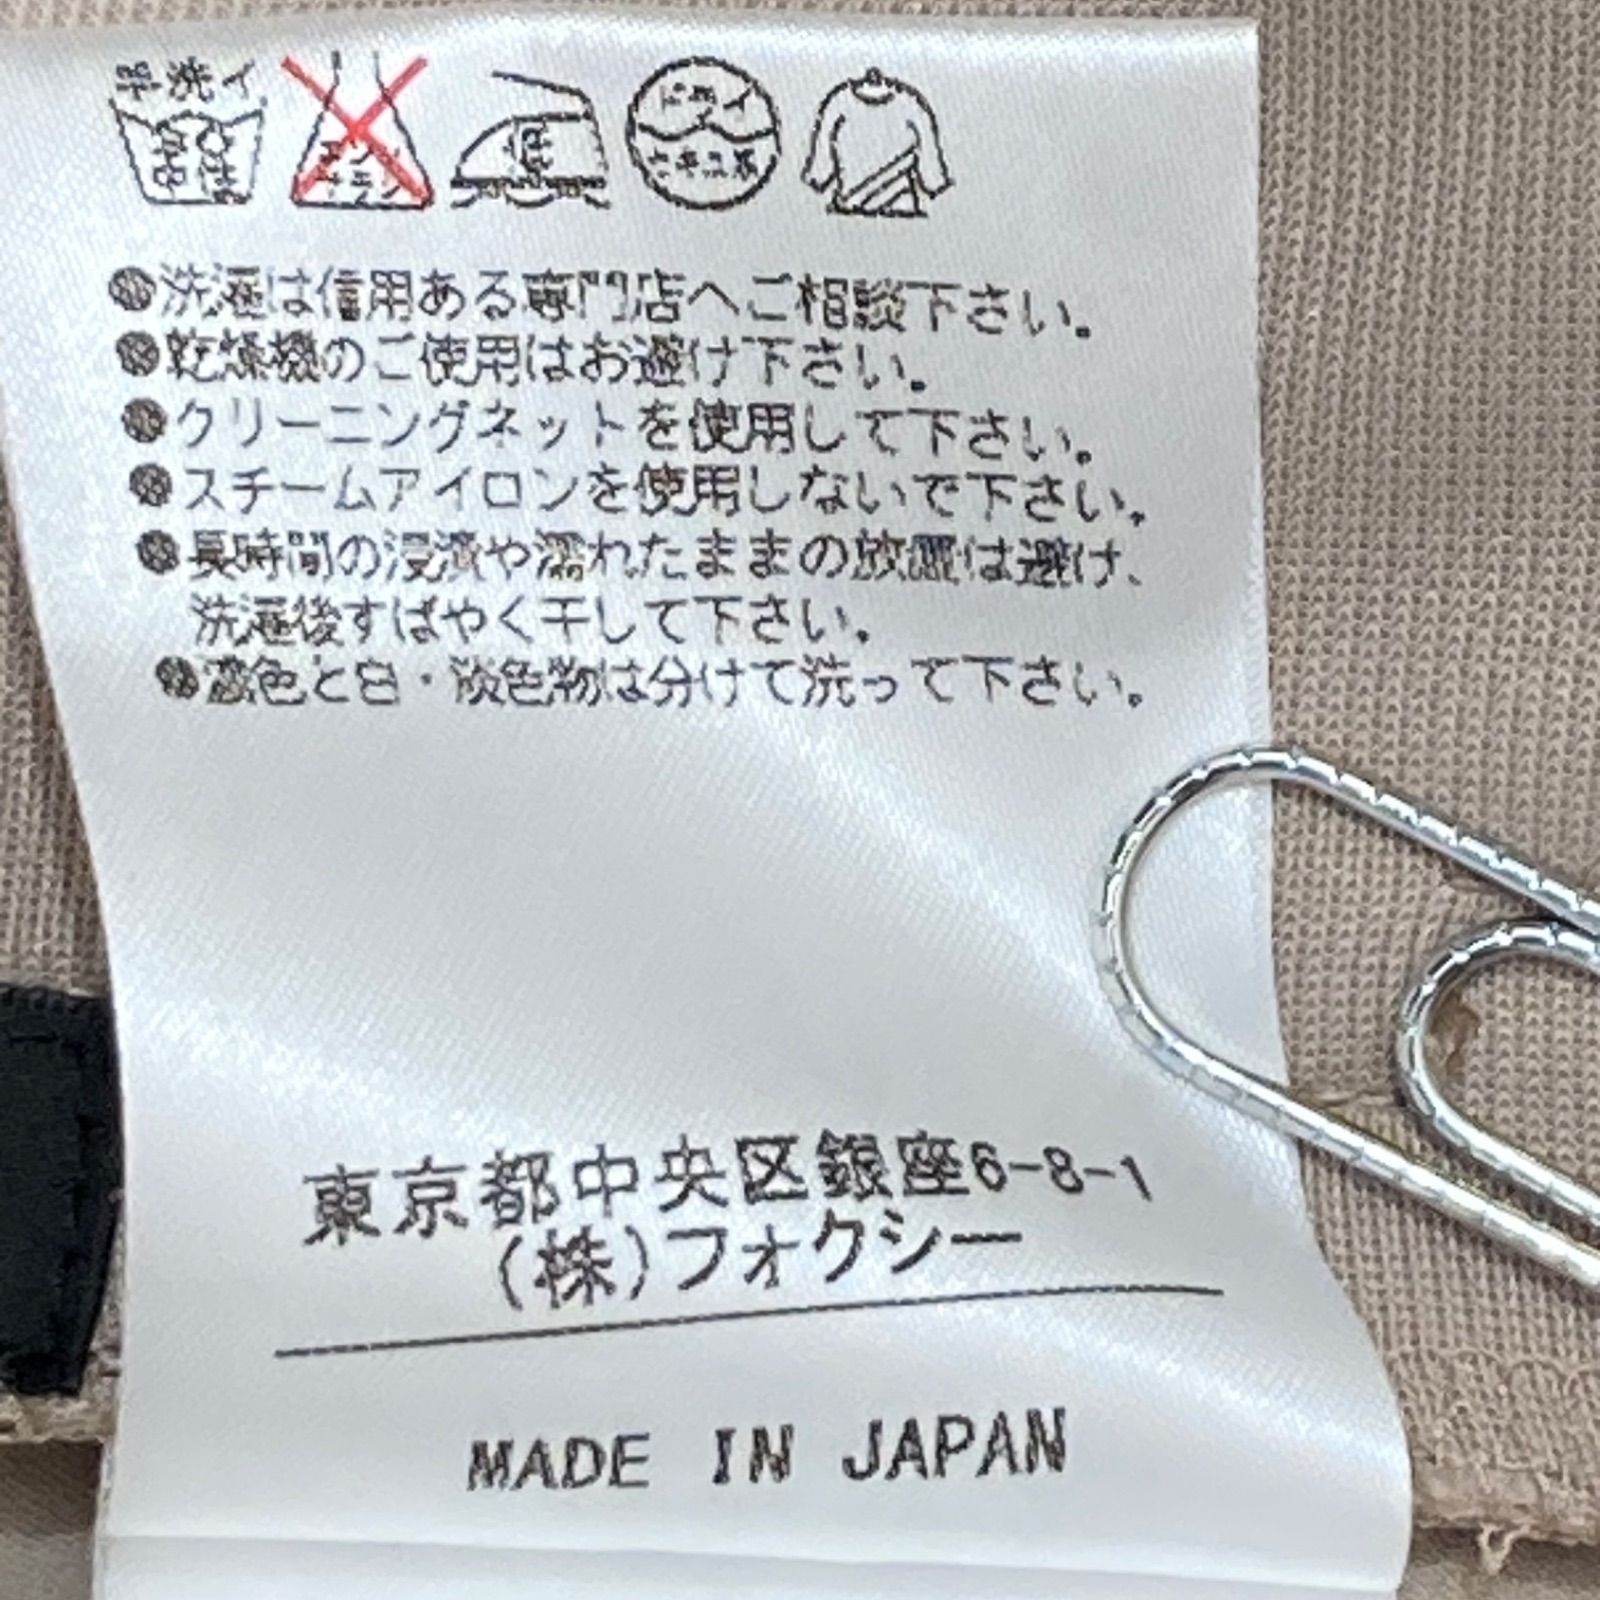 手洗イ
ドライ
●洗濯は信用ある専門店へご相談下さい。
●乾燥機のご使用はお避け下さい。
●クリーニングネットを使用して下さい。
●スチームアイロンを使用しないで下さい。
●長時間の浸漬や濡れたままの放置は避け、
洗濯後すばやく干して下さい。
●濃色と白・淡色物は分けて洗って下さい。
東京都中央区銀座6-8-1
(株)フォクシー
MADE IN JAPAN